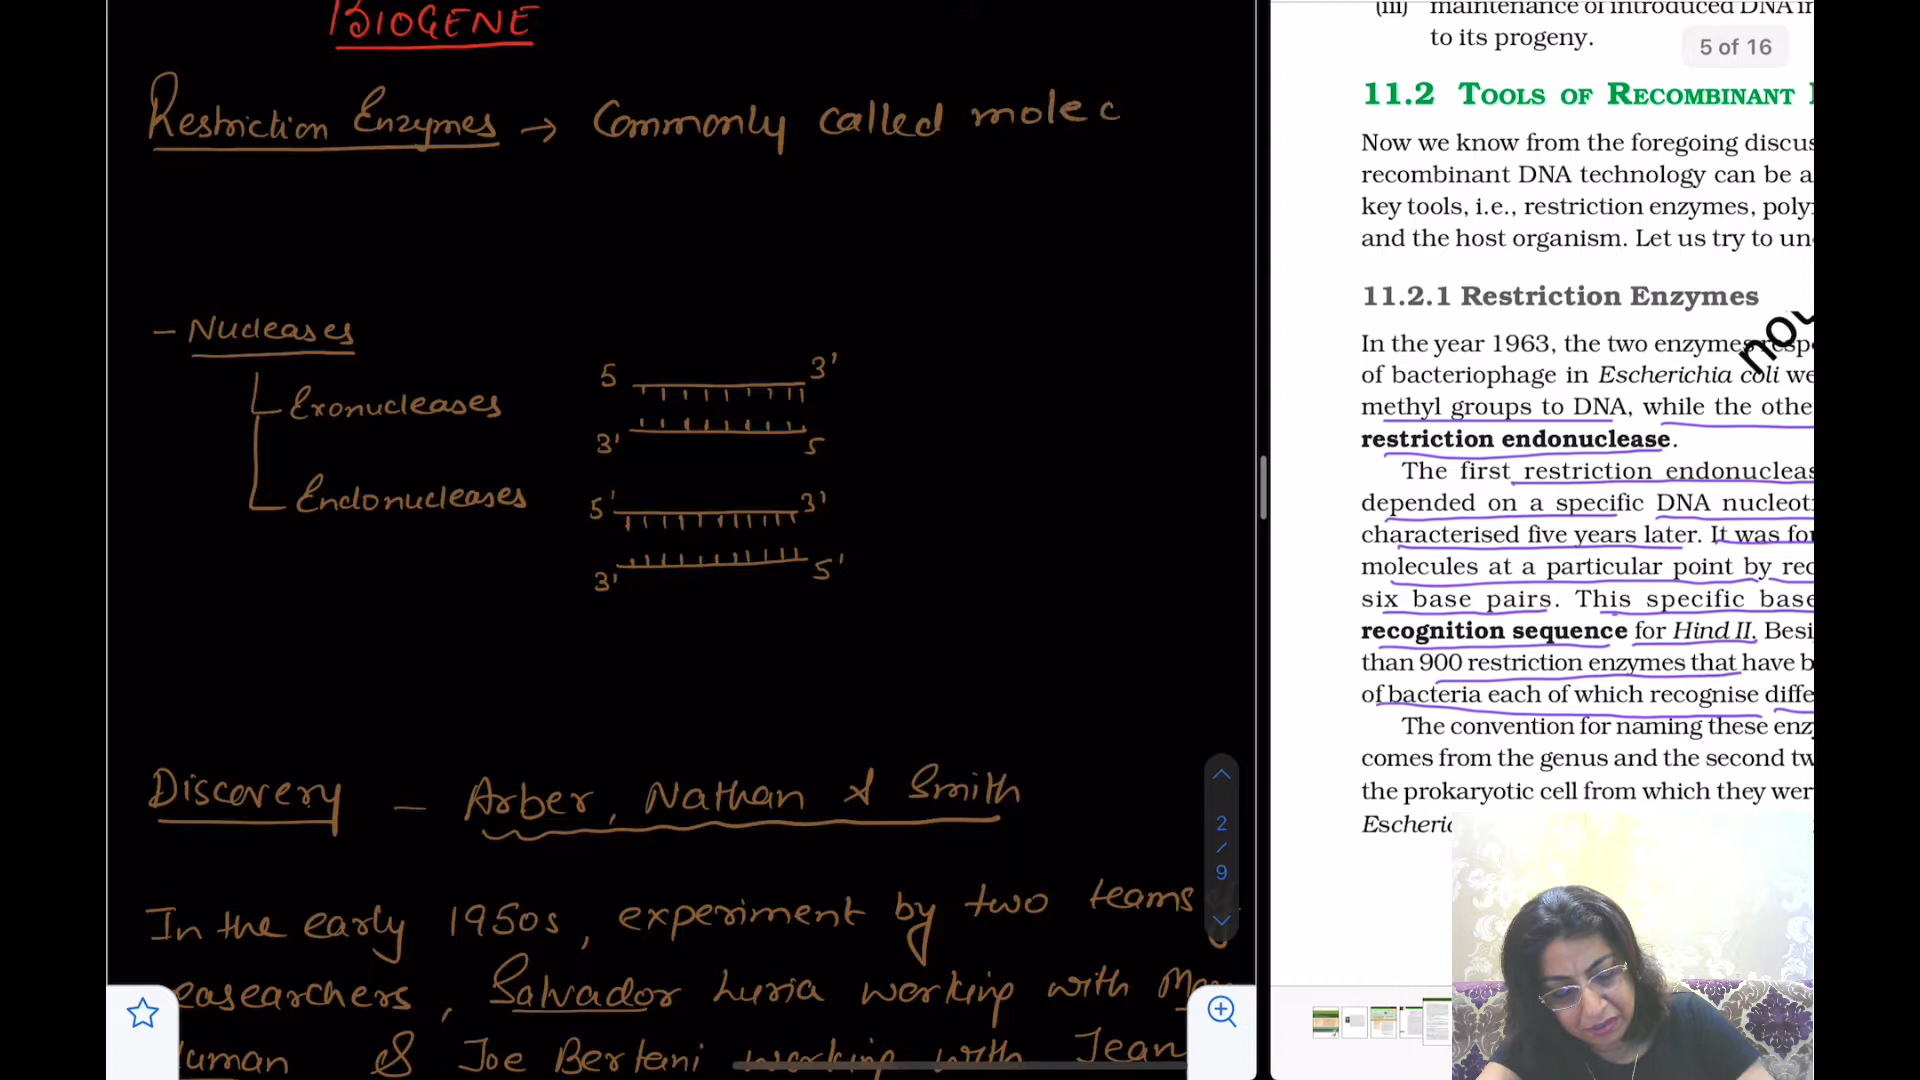 BIOGENE
Restriction Enzymes → Commonly called molec
- Nucleases
Exonucleases
Endonucleases
5 3'
3' 5
5' 3'
3' 5'
Discovery - Arber, Nathan & Smith
In the early 1950s, experiment by two teams
easearchers, Salvador Luria working with
uman & Joe Bertani working with Jean
2
/
9
(iii) maintenance of introduced DNA in
to its progeny.
5 of 16
11.2 TOOLS OF RECOMBINANT
Now we know from the foregoing discus
recombinant DNA technology can be a
key tools, i.e., restriction enzymes, poly
and the host organism. Let us try to un
11.2.1 Restriction Enzymes
not
In the year 1963, the two enzymes resp
of bacteriophage in Escherichia coli we
methyl groups to DNA, while the othe
restriction endonuclease.
The first restriction endonucleas
depended on a specific DNA nucleoti
characterised five years later. It was fou
molecules at a particular point by rec
six base pairs. This specific base
recognition sequence for Hind II. Besi
than 900 restriction enzymes that have b
of bacteria each of which recognise diffe
The convention for naming these enz
comes from the genus and the second tw
the prokaryotic cell from which they wer
Escheric